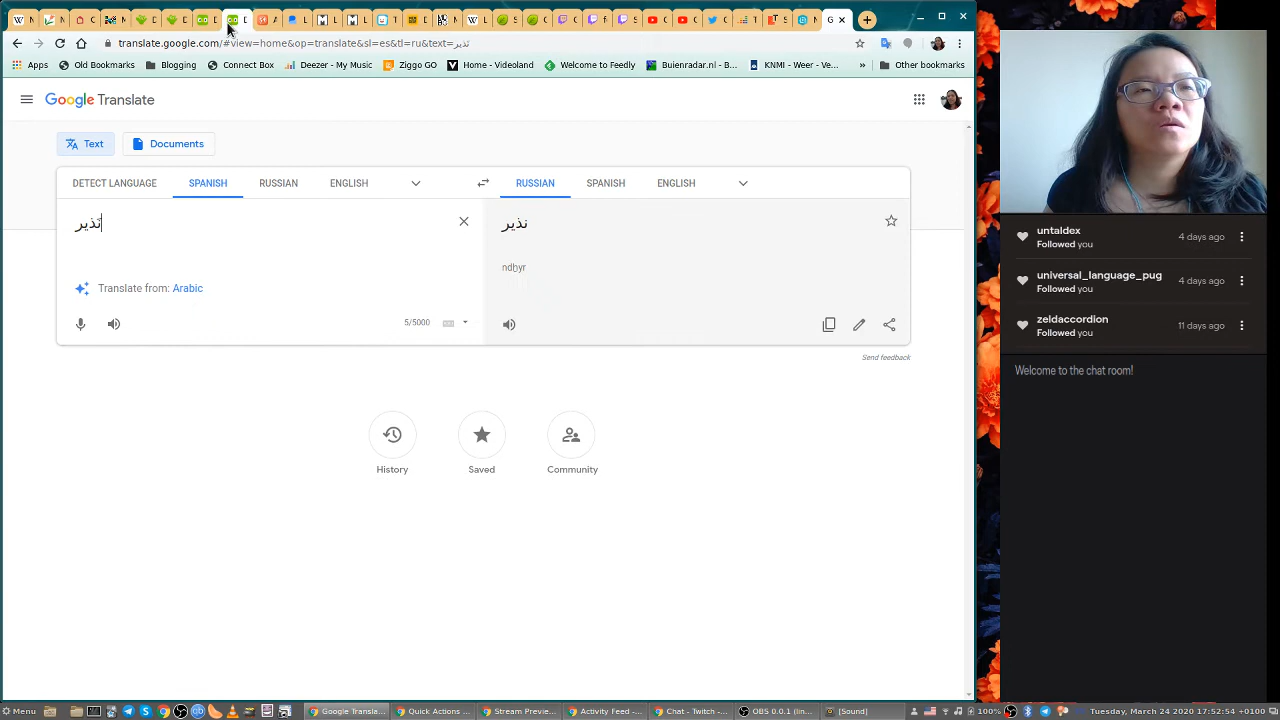 translate.google.com/#view=home&op=translate&sl=es&tl=ru&text=نذير
Apps
Old Bookmarks
Blogging
Connect Box
Deezer - My Music
Ziggo GO
Home - Videoland
Welcome to Feedly
Buienradar.nl - B...
KNMI - Weer - Ve...
»
Other bookmarks
Google Translate
Text
Documents
DETECT LANGUAGE
SPANISH
RUSSIAN
ENGLISH
RUSSIAN
SPANISH
ENGLISH
نذير
نذير
Translate from: Arabic
5/5000
Send feedback
History
Saved
Community
untaldex
Followed you
4 days ago
universal_language_pug
Followed you
4 days ago
zeldaccordion
Followed you
11 days ago
Welcome to the chat room!
Menu
Google Transla...
Quick Actions ...
Stream Previe...
Activity Feed -...
Chat - Twitch -...
OBS 0.0.1 (lin...
[Sound]
100%
Tuesday, March 24 2020 17:52:54 +0100